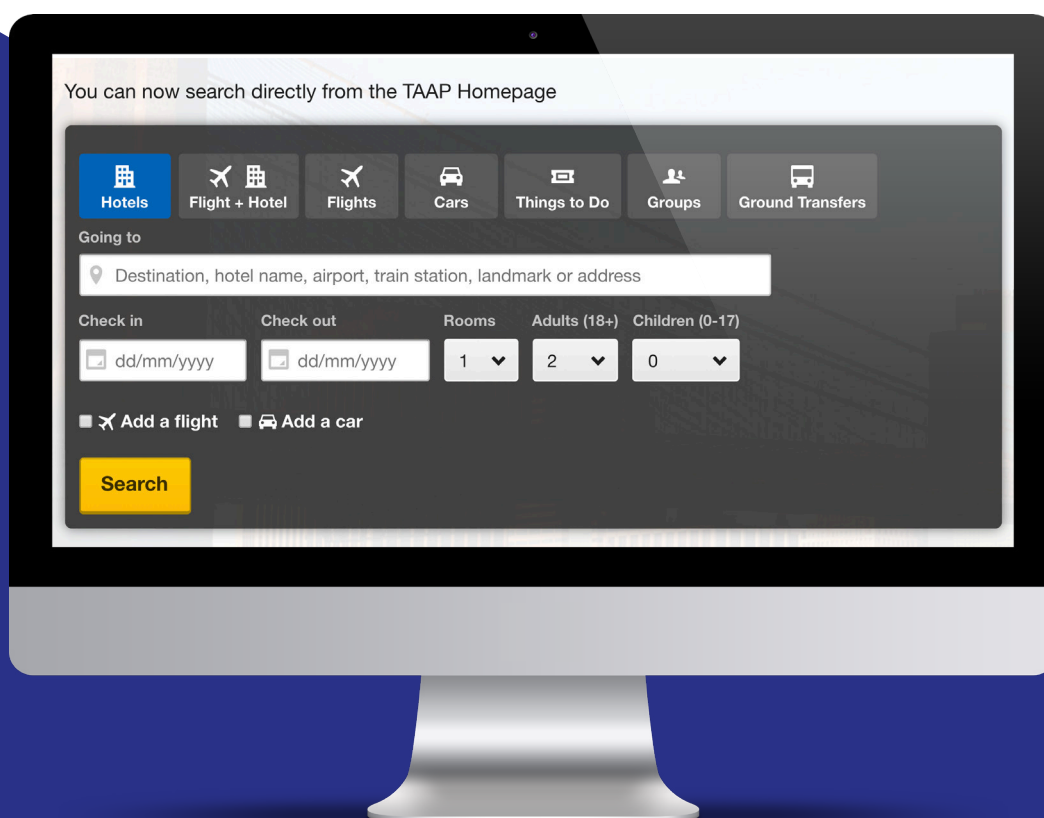 You can now search directly from the TAAP Homepage
Hotels Flight + Hotel Flights Cars Things to Do Groups Ground Transfers
Going to
Destination, hotel name, airport, train station, landmark or address
Check in Check out Rooms Adults (18+) Children (0-17)
dd/mm/yyyy dd/mm/yyyy 1 2 0
Add a flight Add a car
Search